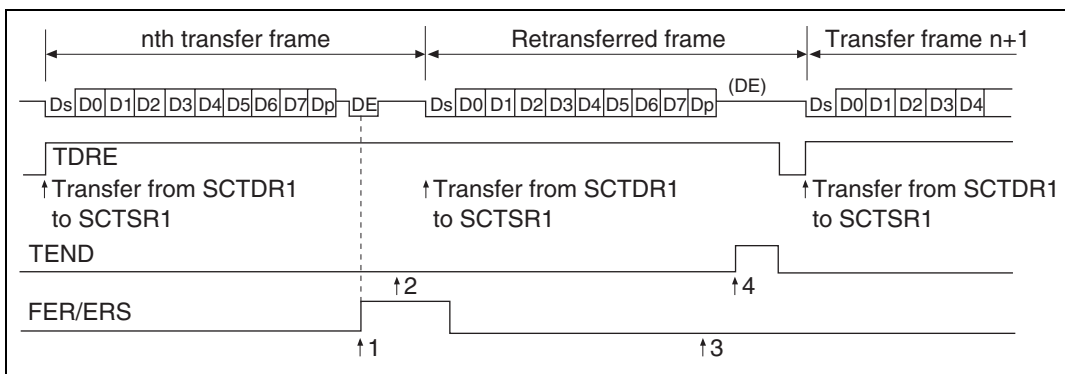 nth transfer frame Retransferred frame Transfer frame n+1
Ds D0 D1 D2 D3 D4 D5 D6 D7 Dp DE Ds D0 D1 D2 D3 D4 D5 D6 D7 Dp (DE) Ds D0 D1 D2 D3 D4
TDRE
Transfer from SCTDR1 Transfer from SCTDR1 Transfer from SCTDR1
to SCTSR1 to SCTSR1 to SCTSR1
TEND
2 4
FER/ERS
1 3